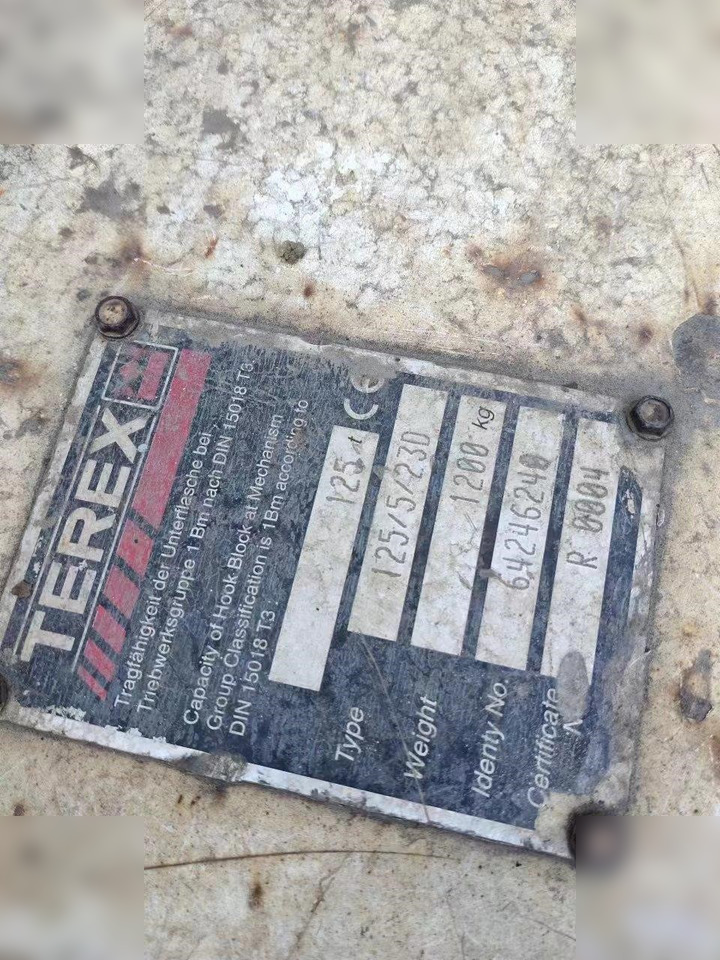 TEREX
Tragfähigkeit der Unterflasche bei
Triebwerksgruppe 1 Bm nach DIN 15018 T3.
Capacity of Hook Block at Mechanism
Group Classification is 1Bm according to
DIN 15018 T3.
125 t CE
Type 125/5/23D
Weight 1200 kg
Identy No. 64246240
Certificate R 0004